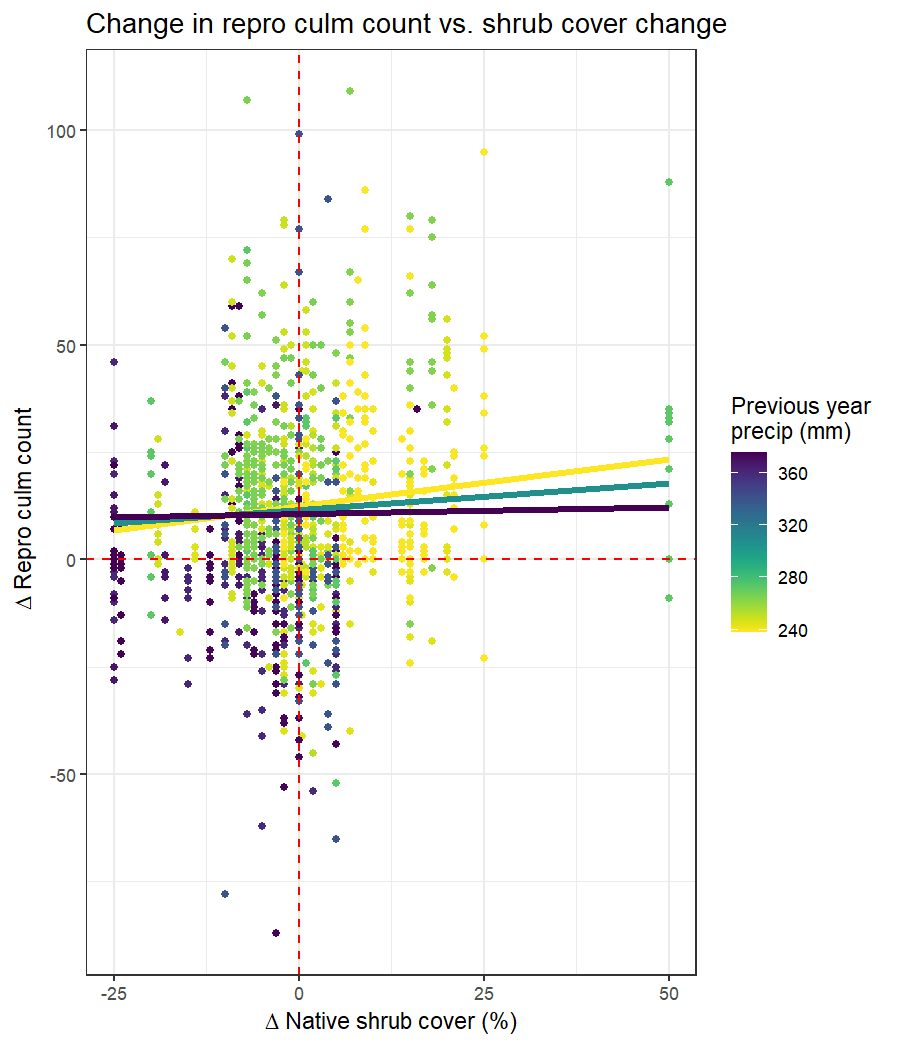 Change in repro culm count vs. shrub cover change
100
50
0
-50
Δ Repro culm count
-25
0
25
50
Δ Native shrub cover (%)
Previous year
precip (mm)
360
320
280
240